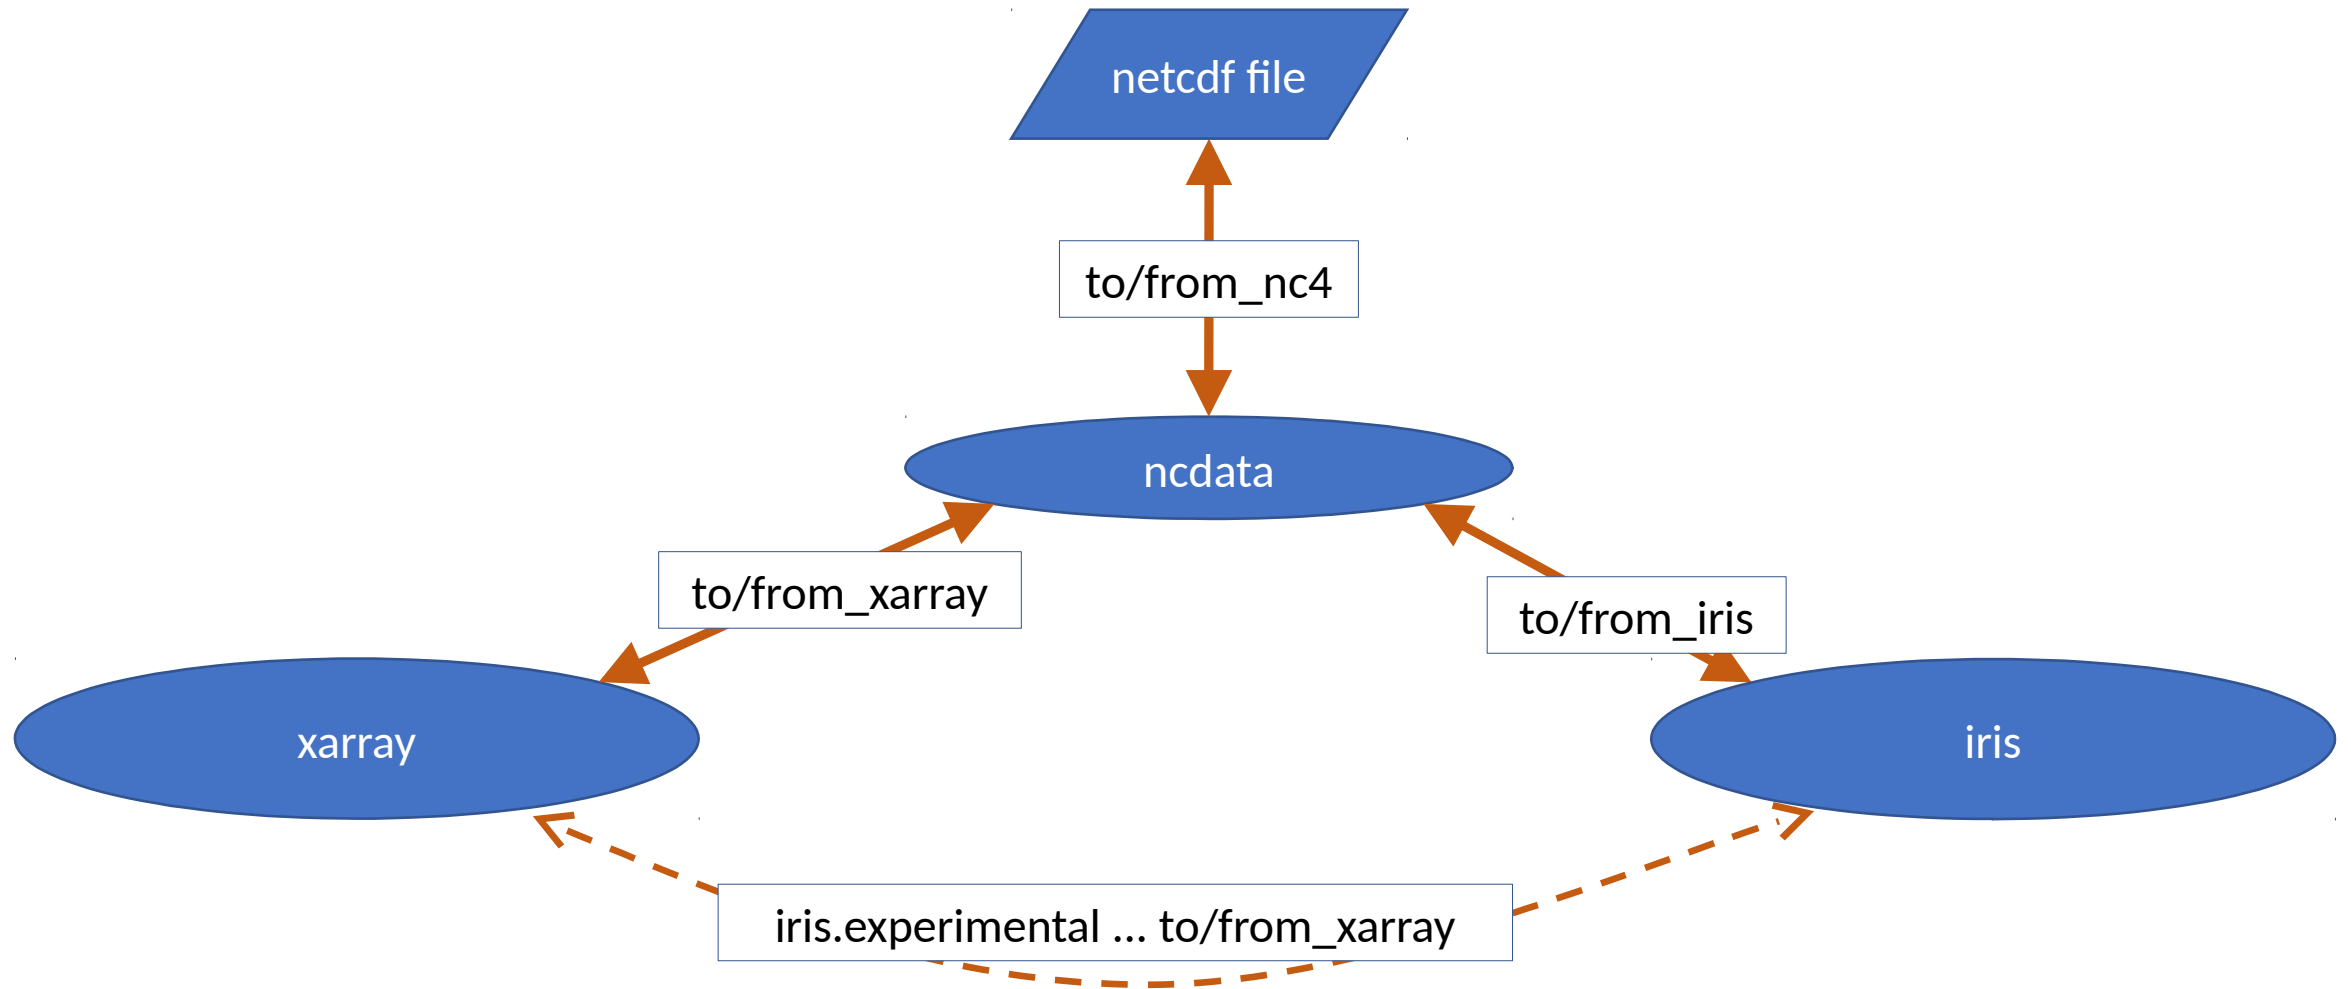 netcdf file
to/from_nc4
ncdata
to/from_xarray
to/from_iris
xarray
iris
iris.experimental ... to/from_xarray